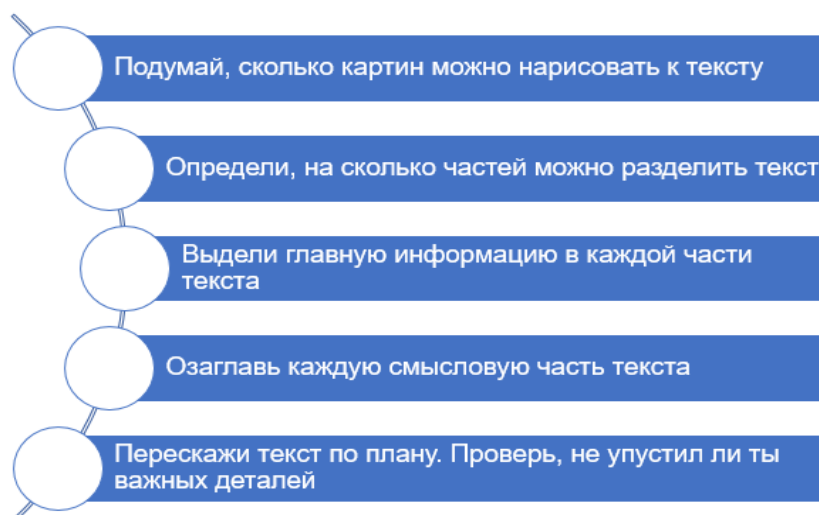 Подумай, сколько картин можно нарисовать к тексту
Определи, на сколько частей можно разделить текст
Выдели главную информацию в каждой части
текста
Озаглавь каждую смысловую часть текста
Перескажи текст по плану. Проверь, не упустил ли ты
важных деталей